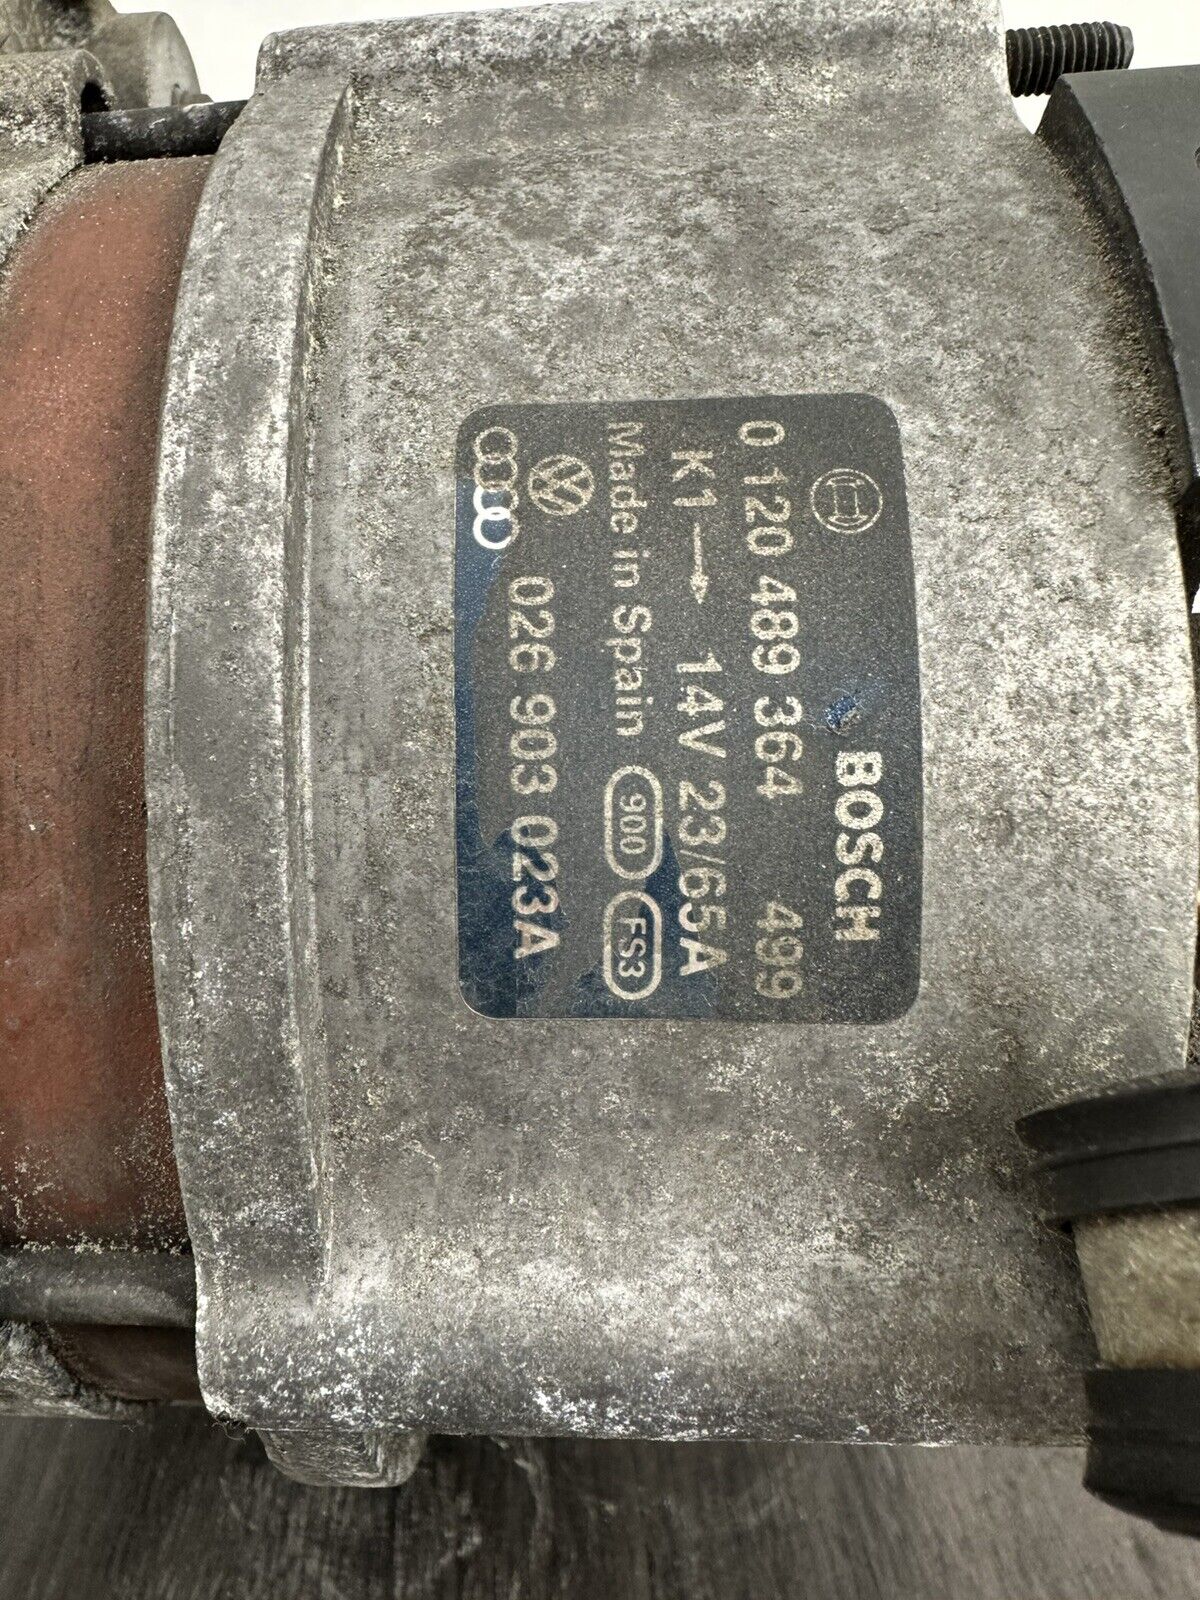 BOSCH
0 120 489 364 499
K1→ 14V 23/65A
Made in Spain 900 FS3
026 903 023A